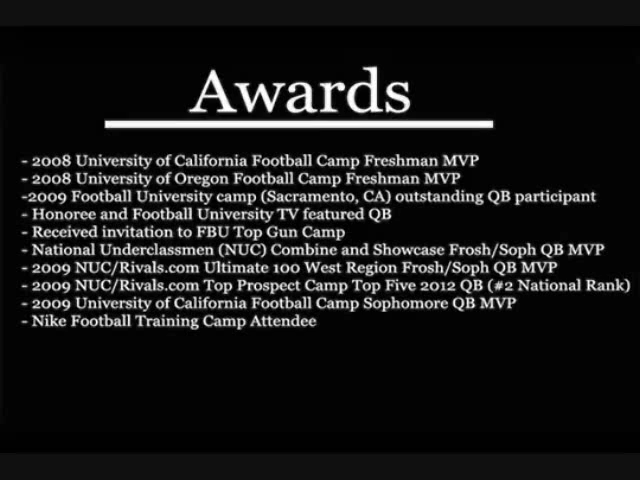 Awards
- 2008 University of California Football Camp Freshman MVP
- 2008 University of Oregon Football Camp Freshman MVP
-2009 Football University camp (Sacramento, CA) outstanding QB participant
- Honoree and Football University TV featured QB
- Received invitation to FBU Top Gun Camp
- National Underclassmen (NUC) Combine and Showcase Frosh/Soph QB MVP
- 2009 NUC/Rivals.com Ultimate 100 West Region Frosh/Soph QB MVP
- 2009 NUC/Rivals.com Top Prospect Camp Top Five 2012 QB (#2 National Rank)
- 2009 University of California Football Camp Sophomore QB MVP
- Nike Football Training Camp Attendee